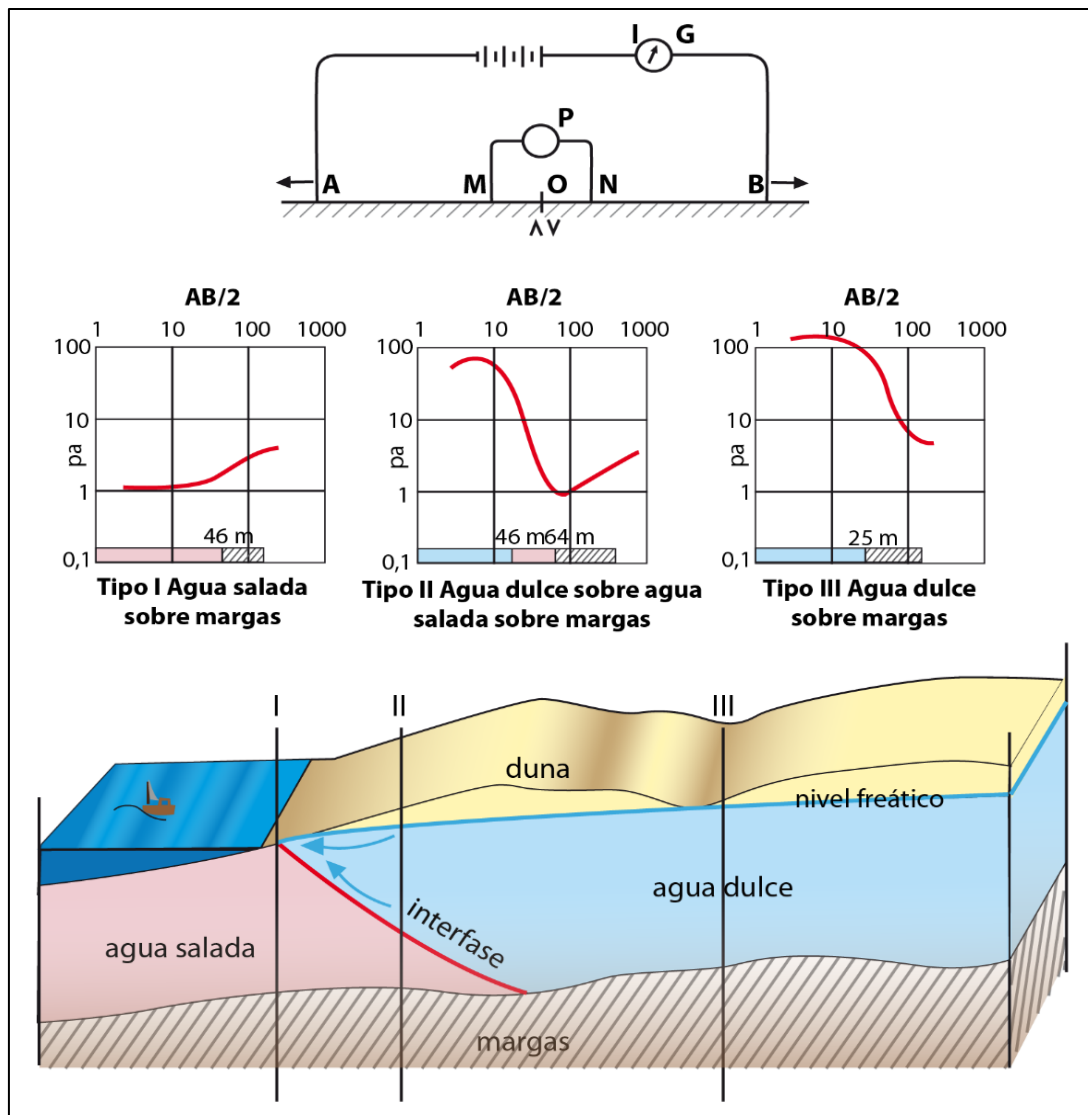 I G
P
A M O N B
AB/2 AB/2 AB/2
1 10 100 1000 1 10 100 1000 1 10 100 1000
100 100 100
10 10 10
pa pa pa
1 1 1
46 m 46 m 64 m 25 m
0,1 0,1 0,1
Tipo I Agua salada
sobre margas
Tipo II Agua dulce sobre agua
salada sobre margas
Tipo III Agua dulce
sobre margas
I II III
duna
nivel freático
agua dulce
interfase
agua salada
margas